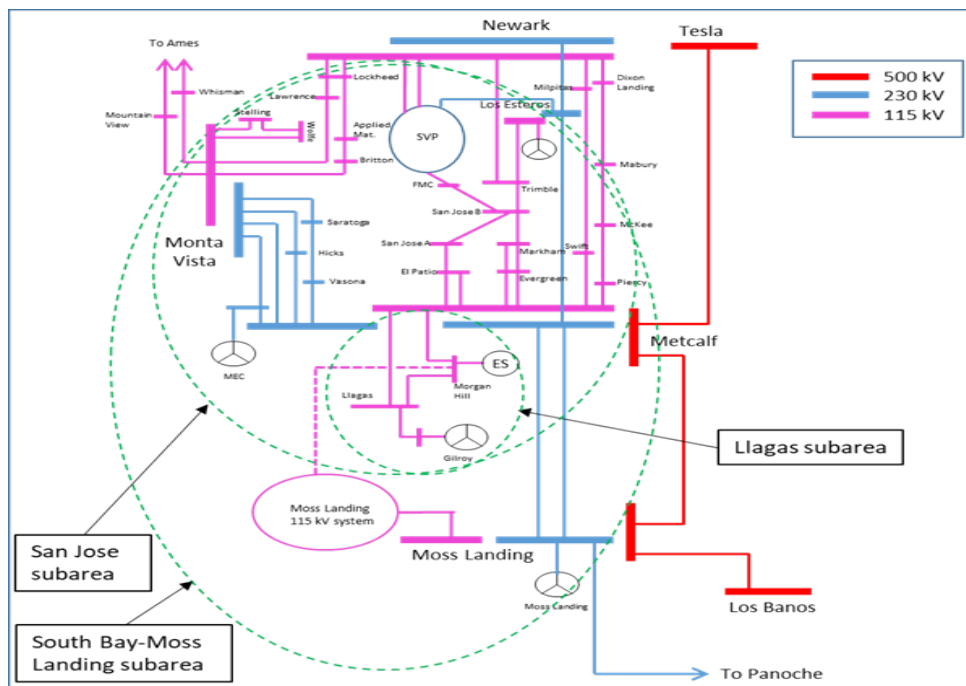 Newark
Tesla
To Ames
Whisman
Mountain
View
Lawrence
Lockheed
Stelling
Wolfe
Applied
Mat.
Britton
SVP
Los Esteros
Milpitas
Dixon
Landing
500 kV
230 kV
115 kV
FMC
Trimble
Mabury
San Jose B
San Jose A
Markham
Swift
McKee
El Patio
Evergreen
Piercy
Monta
Vista
Saratoga
Hicks
Vasona
MEC
Metcalf
ES
Morgan
Hill
Llagas
Gilroy
Llagas subarea
Moss Landing
115 kV system
Moss Landing
Moss Landing
San Jose
subarea
South Bay-Moss
Landing subarea
Los Banos
To Panoche